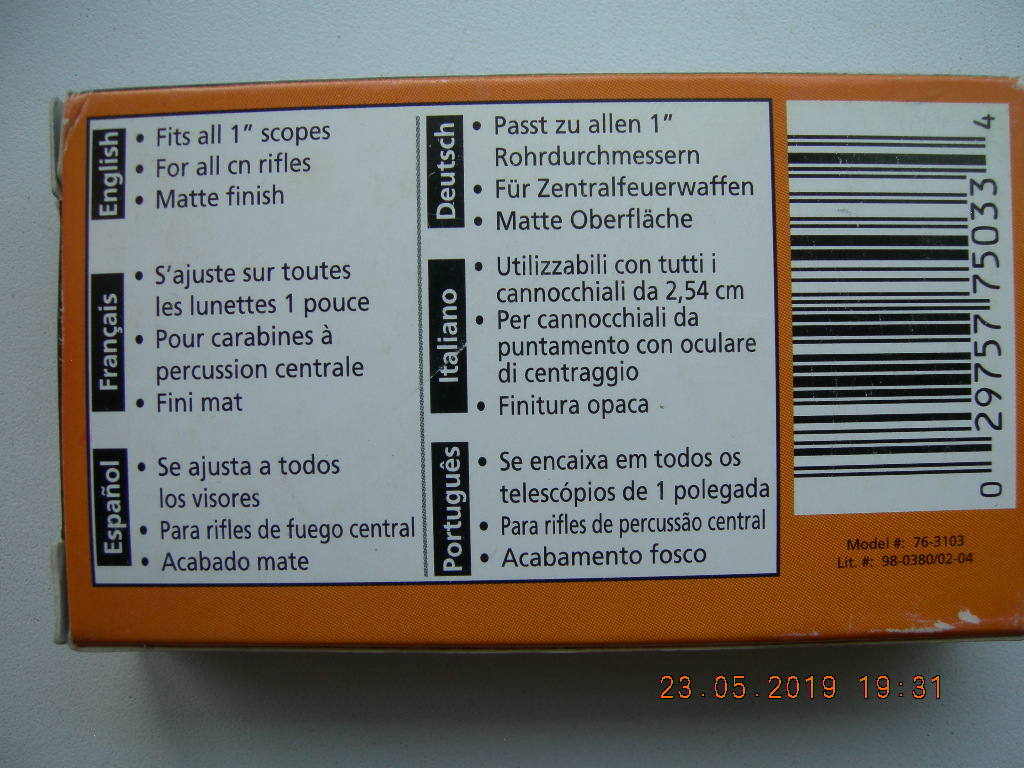 English
• Fits all 1" scopes
• For all cn rifles
• Matte finish
Français
• S'ajuste sur toutes
les lunettes 1 pouce
• Pour carabines à
percussion centrale
• Fini mat
Español
• Se ajusta a todos
los visores
• Para rifles de fuego central
• Acabado mate
Deutsch
• Passt zu allen 1"
Rohrdurchmessern
• Für Zentralfeuerwaffen
• Matte Oberfläche
Italiano
• Utilizzabili con tutti i
cannocchiali da 2,54 cm
• Per cannocchiali da
puntamento con oculare
di centraggio
• Finitura opaca
Português
• Se encaixa em todos os
telescópios de 1 polegada
• Para rifles de percussão central
• Acabamento fosco
0 29757 75033 4
Model #: 76-3103
Lit. #: 98-0380/02-04
23.05.2019 19:31